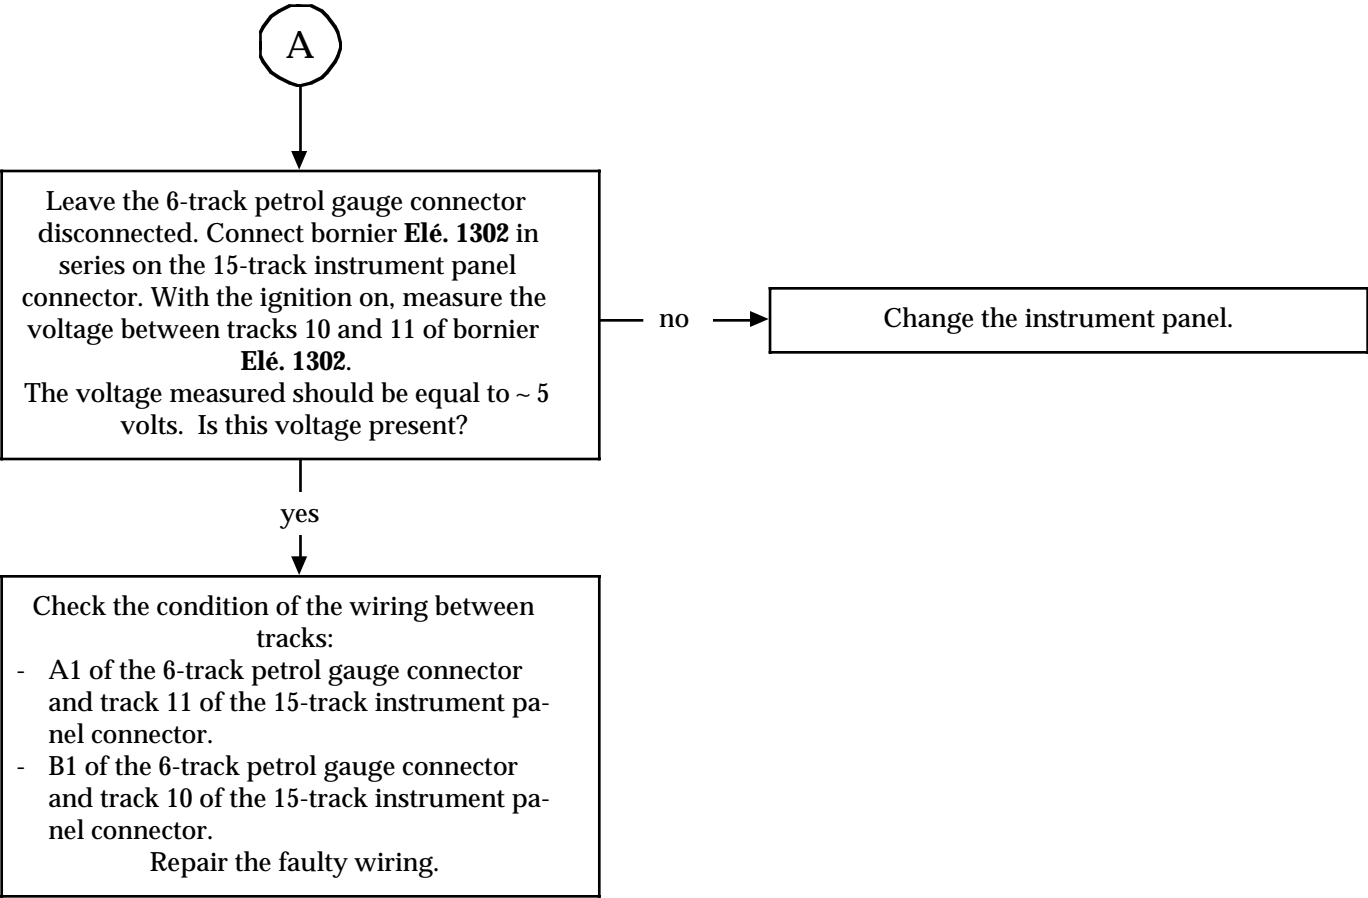 A
Leave the 6-track petrol gauge connector
disconnected. Connect bornier Elé. 1302 in
series on the 15-track instrument panel
connector. With the ignition on, measure the
voltage between tracks 10 and 11 of bornier
Elé. 1302.
The voltage measured should be equal to ~ 5
volts. Is this voltage present?
no
Change the instrument panel.
yes
Check the condition of the wiring between
tracks:
- A1 of the 6-track petrol gauge connector
and track 11 of the 15-track instrument pa-
nel connector.
- B1 of the 6-track petrol gauge connector
and track 10 of the 15-track instrument pa-
nel connector.
Repair the faulty wiring.